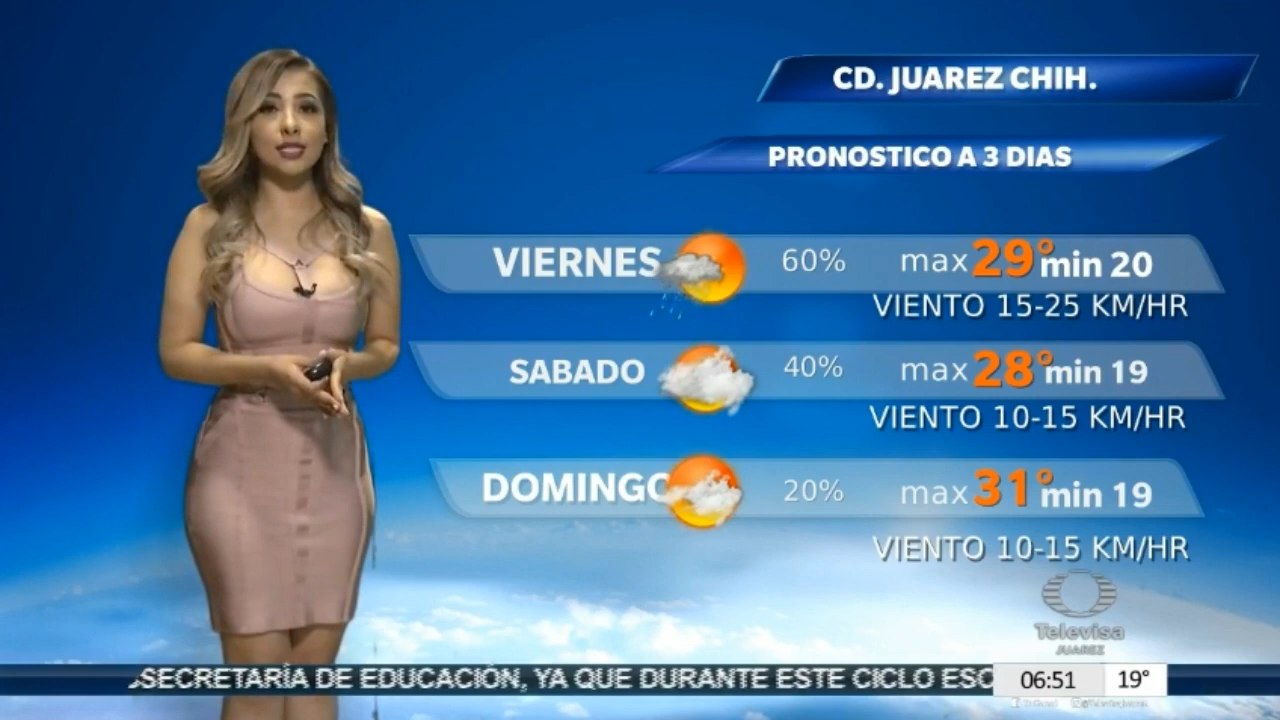 CD. JUAREZ CHIH.
PRONOSTICO A 3 DIAS
VIERNES 60% max 29° min 20
VIENTO 15-25 KM/HR
SABADO 40% max 28° min 19
VIENTO 10-15 KM/HR
DOMINGO 20% max 31° min 19
VIENTO 10-15 KM/HR
Televisa
JUAREZ
SECRETARÍA DE EDUCACIÓN, YA QUE DURANTE ESTE CICLO ESC
06:51 19°